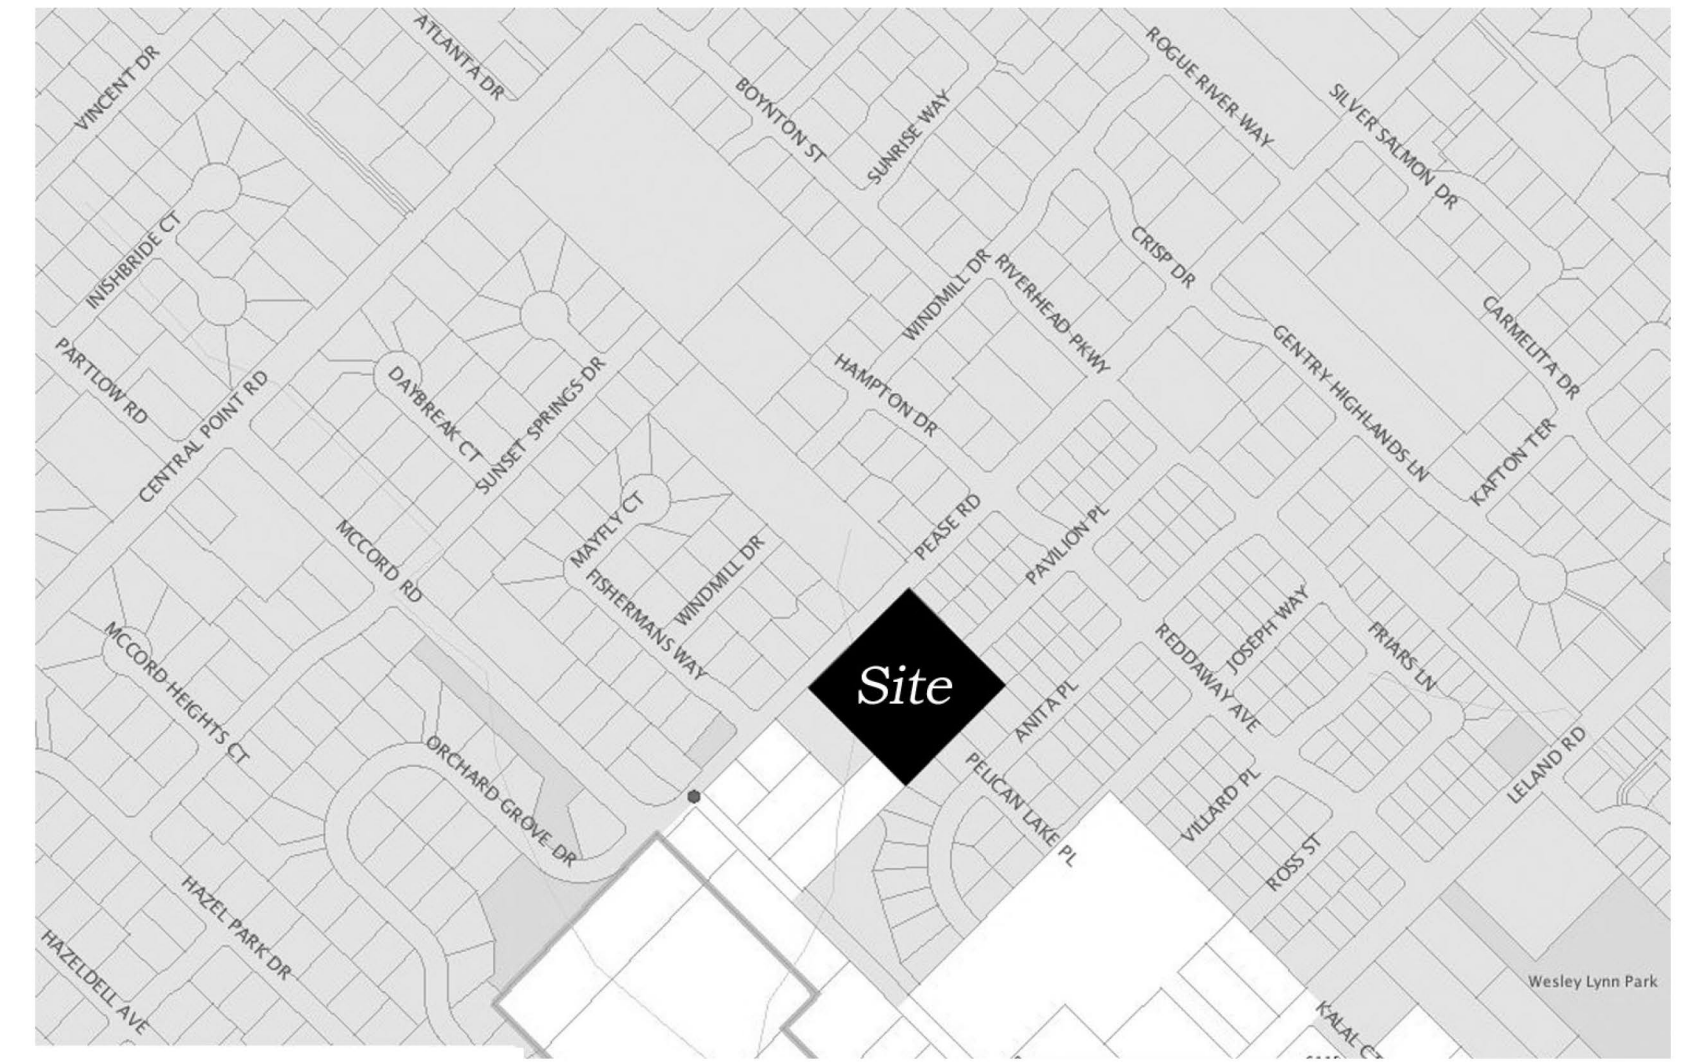 ATLANTA DR
VINCENT DR
BOYNTON ST
SUNRISE WAY
ROGUE RIVER WAY
SILVER SALMON DR
INISHBRIDE CT
CRISP DR
WINDMILL DR
RIVERHEAD PKWY
CARMELITA DR
GENTRY HIGHLANDS LN
PARTLOW RD
CENTRAL POINT RD
DAYBREAK CT
SUNSET SPRINGS DR
HAMPTON DR
KAFTON TER
MCCORD RD
MAYFLY CT
PEASE RD
PAVILION PL
FISHERMANS WAY
WINDMILL DR
JOSEPH WAY
MCCORD HEIGHTS CT
REDDAWAY AVE
FRIARS LN
Site
ANITA PL
ORCHARD GROVE DR
PELICAN LAKE PL
LELAND RD
VILLARD PL
ROSS ST
HAZEL PARK DR
HAZELDELL AVE
Wesley Lynn Park
KALAL CT